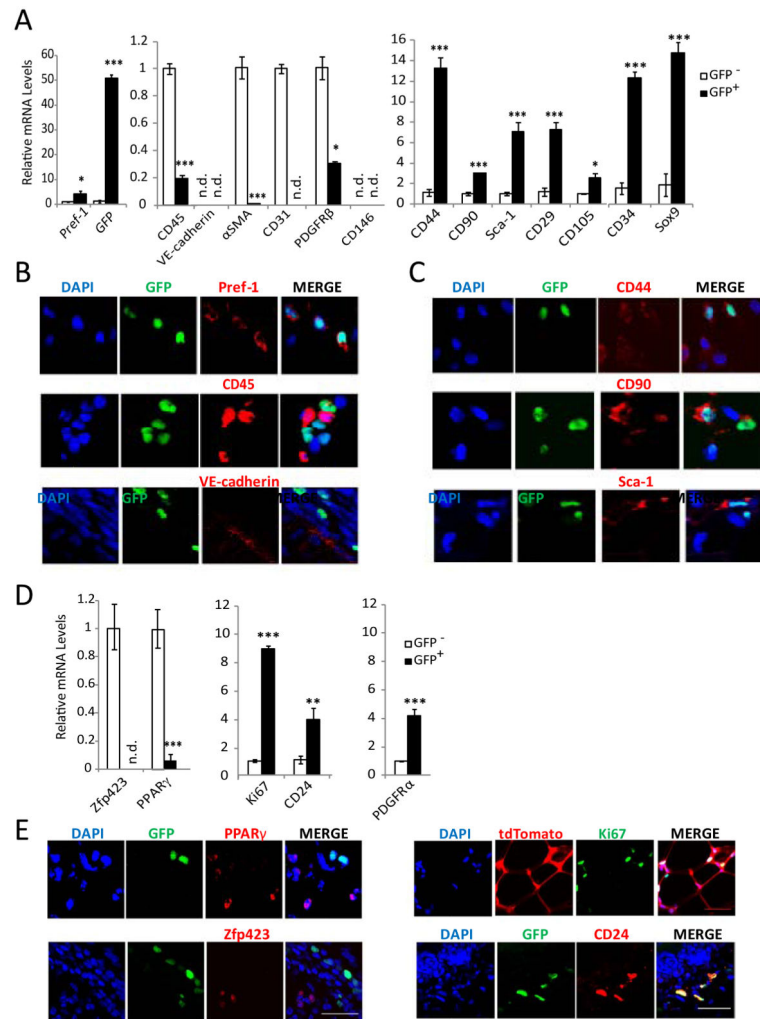 A
Relative mRNA Levels
60
50
40
30
20
10
0
*
***
Pref-1
GFP
1.2
1
0.8
0.6
0.4
0.2
0
***
n.d.
n.d.
***
n.d.
*
n.d.
n.d.
CD45
VE-cadherin
αSMA
CD31
PDGFRβ
CD146
16
14
12
10
8
6
4
2
0
***
***
***
***
*
***
***
GFP -
GFP+
CD44
CD90
Sca-1
CD29
CD105
CD34
Sox9
B
DAPI GFP Pref-1 MERGE
CD45
VE-cadherin
DAPI GFP MERGE
C
DAPI GFP CD44 MERGE
CD90
Sca-1
DAPI GFP MERGE
D
Relative mRNA Levels
1.2
1
0.8
0.6
0.4
0.2
0
n.d.
***
Zfp423
PPARγ
12
10
8
6
4
2
0
***
**
Ki67
CD24
12
10
8
6
4
2
0
***
PDGFRα
GFP -
GFP+
E
DAPI GFP PPARγ MERGE
Zfp423
DAPI tdTomato Ki67 MERGE
GFP CD24 MERGE